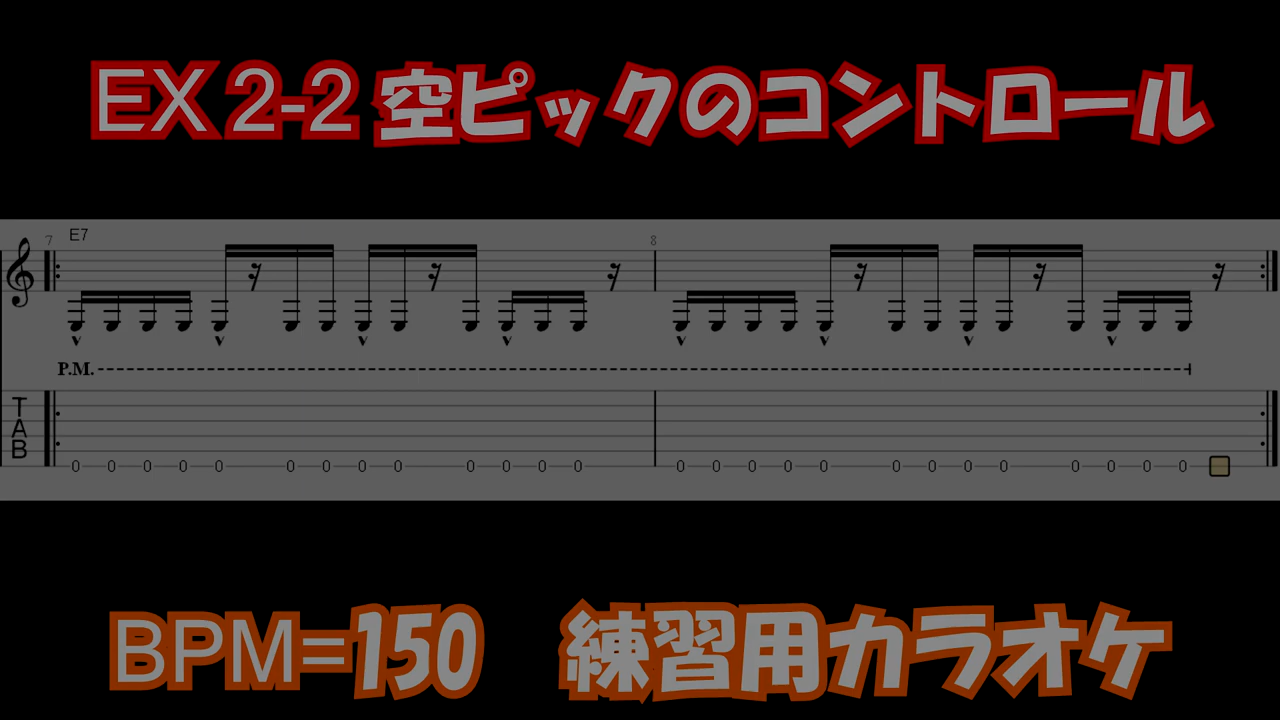 EX 2-2 空ピックのコントロール
7 E7 8
P.M.
T
A
B
0 0 0 0 0 0 0 0 0 0 0 0 0 0 0 0 0 0 0 0 0 0 0 0 0 0
BPM=150 練習用カラオケ